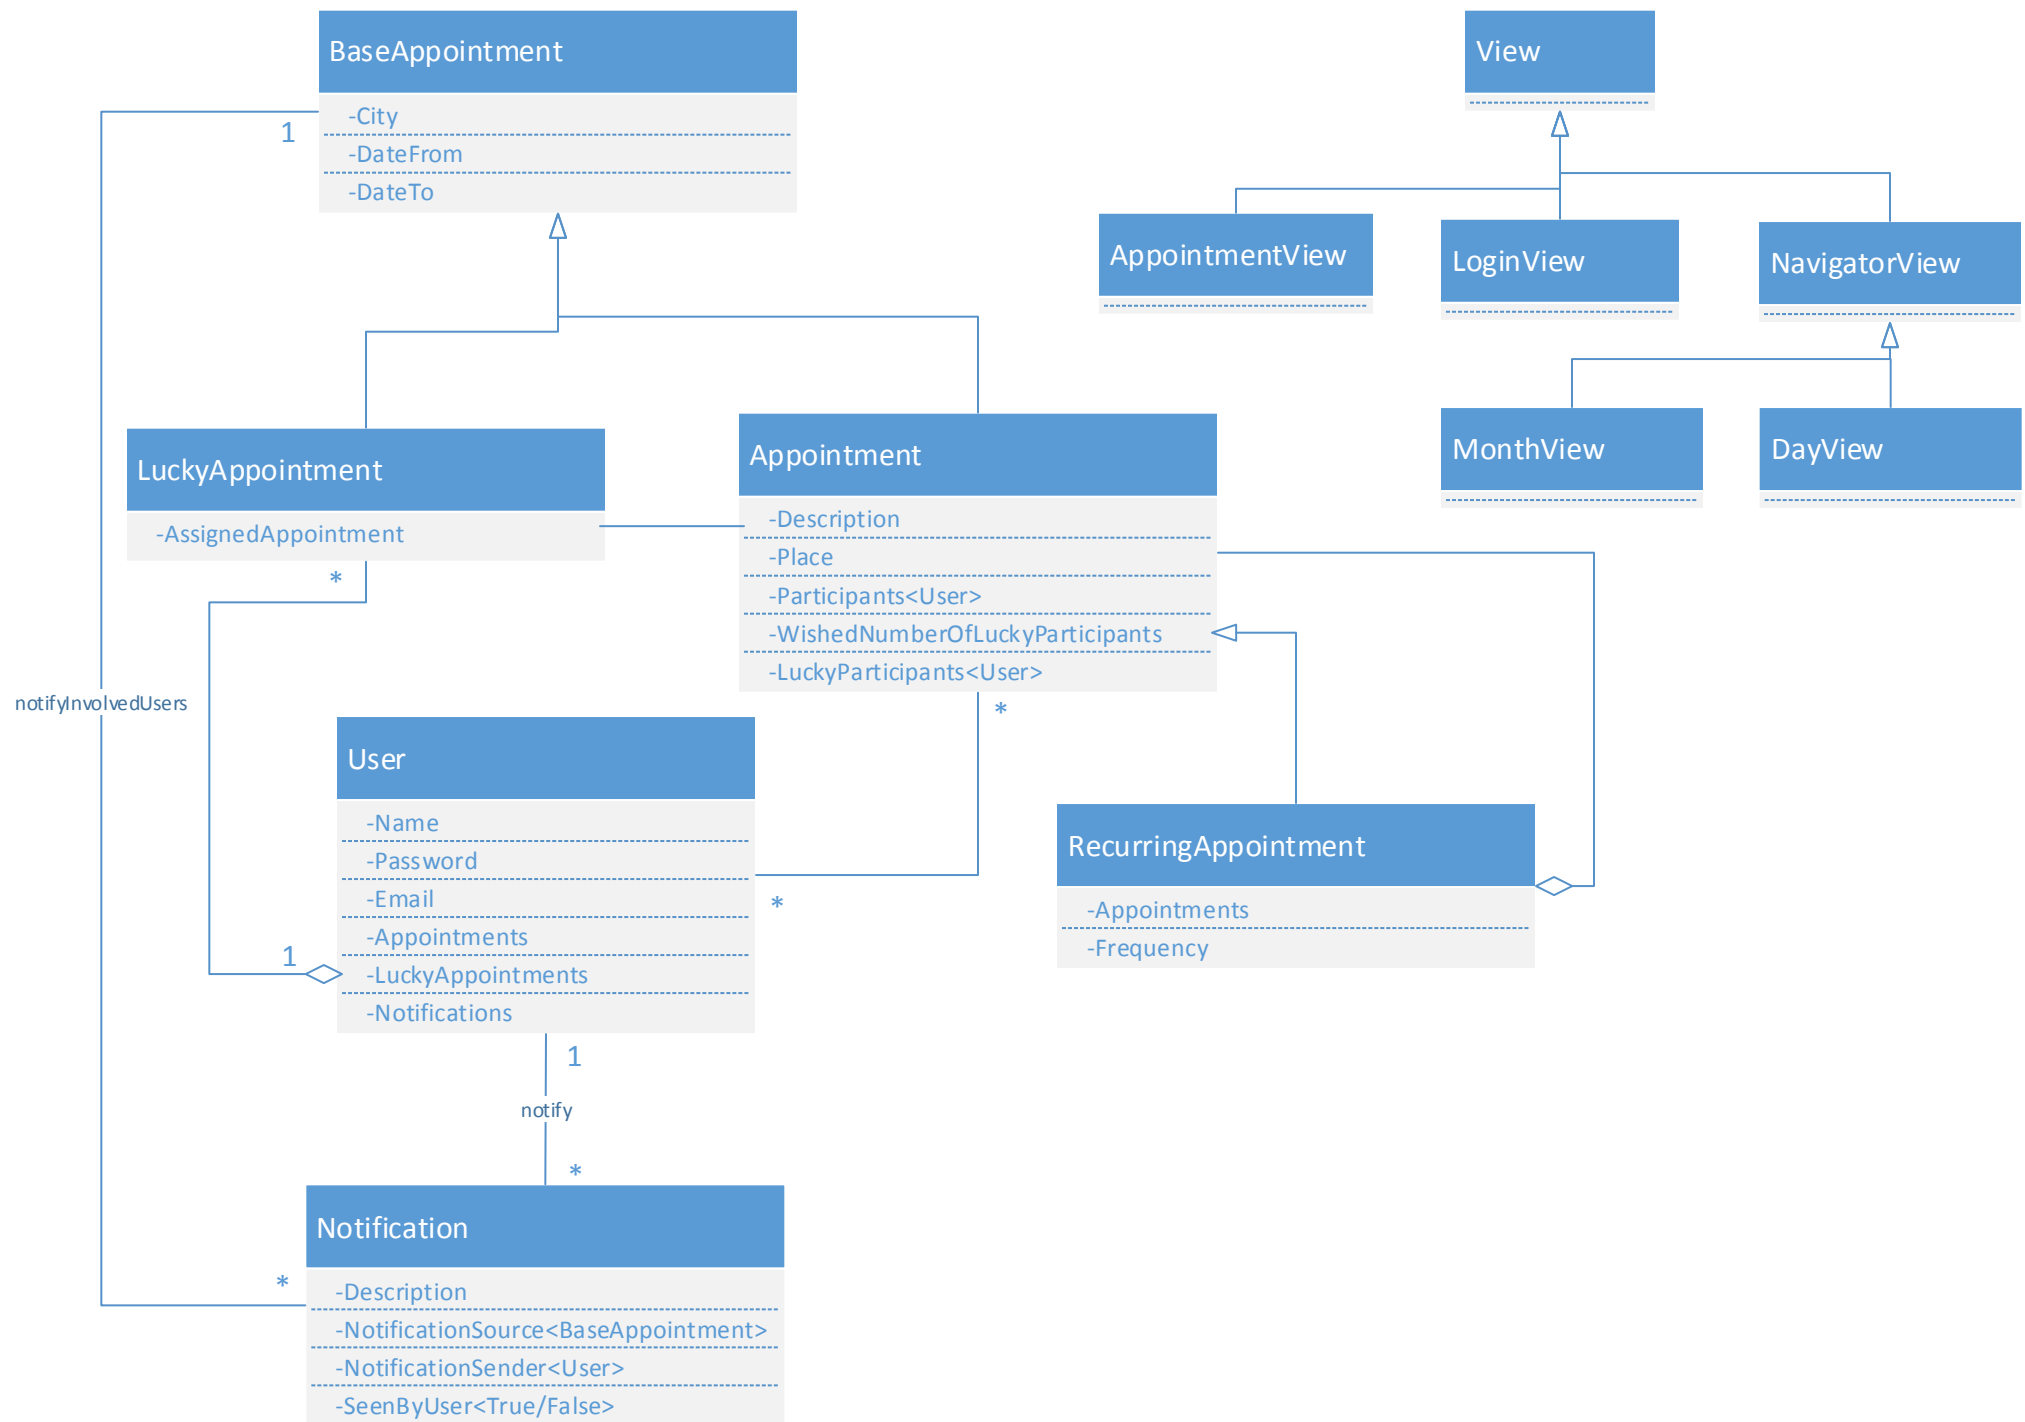 BaseAppointment
-City
-DateFrom
-DateTo
1
View
AppointmentView
LoginView
NavigatorView
MonthView
DayView
LuckyAppointment
-AssignedAppointment
*
Appointment
-Description
-Place
-Participants<User>
-WishedNumberOfLuckyParticipants
-LuckyParticipants<User>
*
notifyInvolvedUsers
User
-Name
-Password
-Email
-Appointments
-LuckyAppointments
-Notifications
*
1
RecurringAppointment
-Appointments
-Frequency
1
notify
*
Notification
*
-Description
-NotificationSource<BaseAppointment>
-NotificationSender<User>
-SeenByUser<True/False>